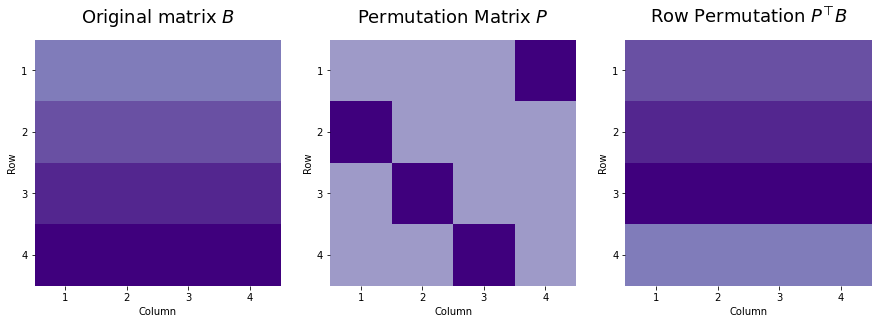 Original matrix B
1
2
3
4
Row
1 2 3 4
Column
Permutation Matrix P
1
2
3
4
Row
1 2 3 4
Column
Row Permutation P⊤B
1
2
3
4
Row
1 2 3 4
Column